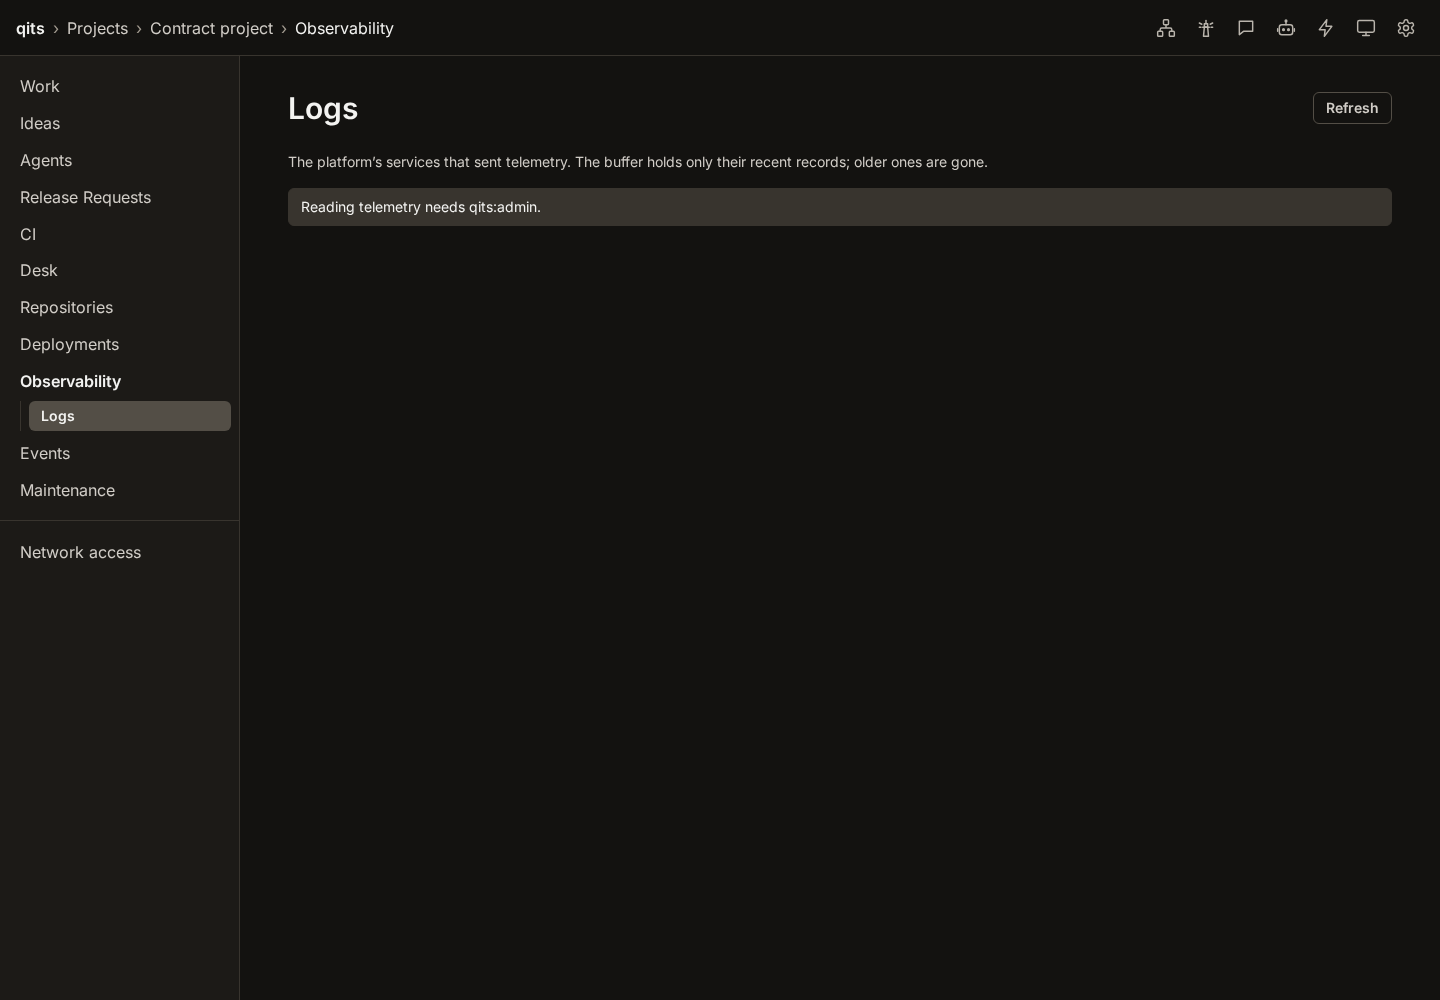 qits › Projects › Contract project › Observability
Work
Ideas
Agents
Release Requests
CI
Desk
Repositories
Deployments
Observability
Logs
Events
Maintenance
Network access
Logs
Refresh
The platform’s services that sent telemetry. The buffer holds only their recent records; older ones are gone.
Reading telemetry needs qits:admin.